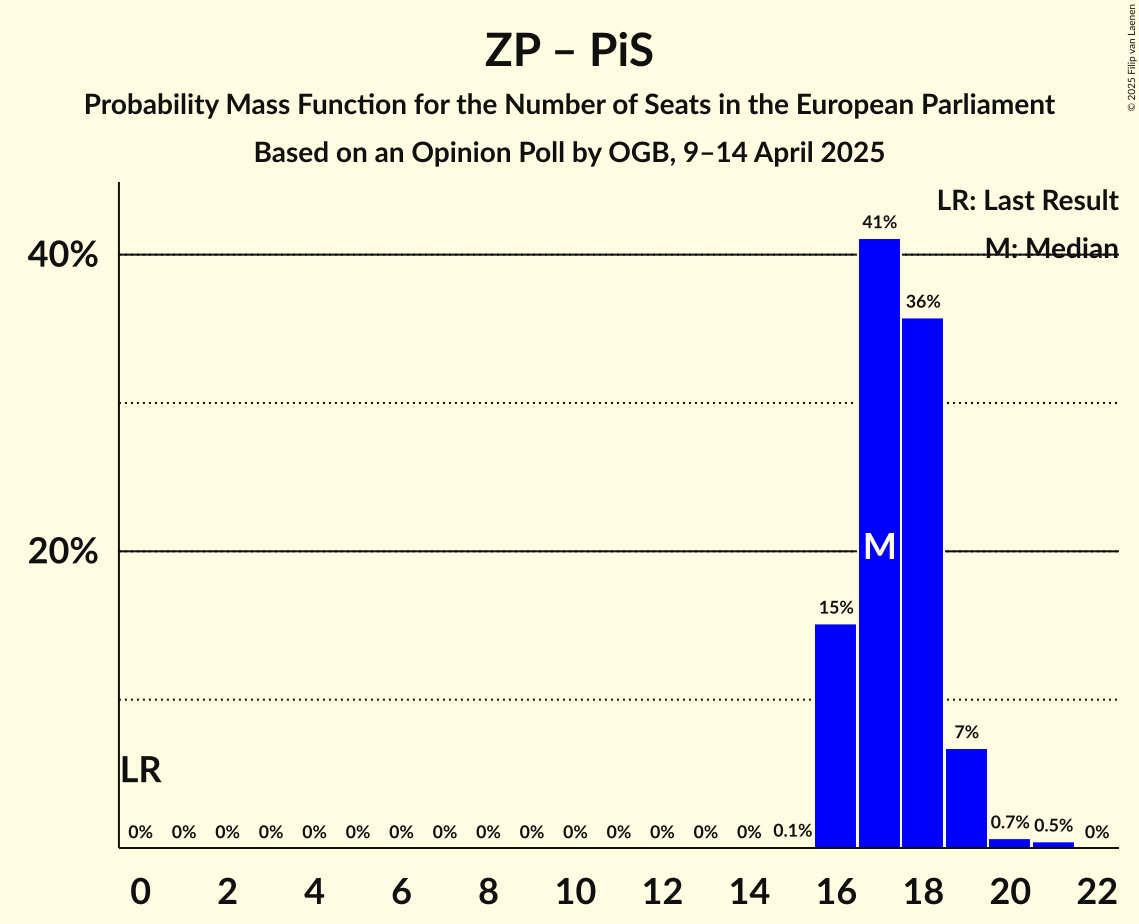 ZP – PiS
Probability Mass Function for the Number of Seats in the European Parliament
Based on an Opinion Poll by OGB, 9–14 April 2025
© 2025 Filip van Laenen
LR: Last Result
M: Median
40%
20%
41%
36%
M
15%
7%
LR
0% 0% 0% 0% 0% 0% 0% 0% 0% 0% 0% 0% 0% 0% 0% 0.1% 0.7% 0.5% 0%
0 2 4 6 8 10 12 14 16 18 20 22